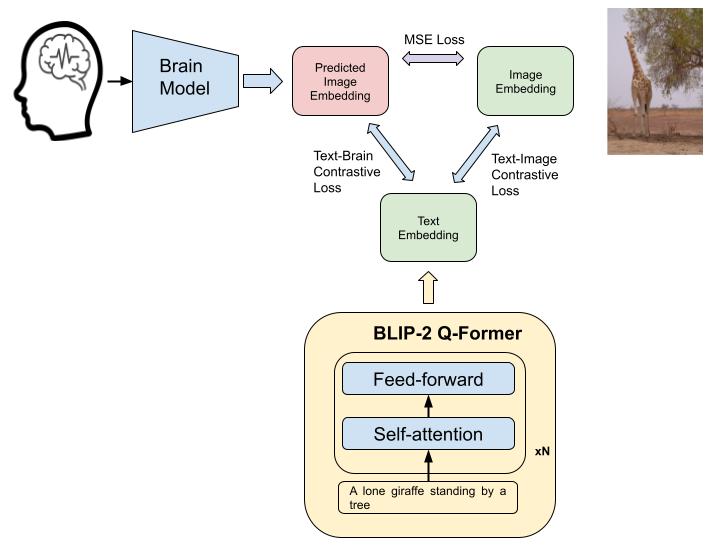 MSE Loss
Brain
Model
Predicted
Image
Embedding
Image
Embedding
Text-Brain
Contrastive
Loss
Text-Image
Contrastive
Loss
Text
Embedding
BLIP-2 Q-Former
Feed-forward
Self-attention
xN
A lone giraffe standing by a
tree